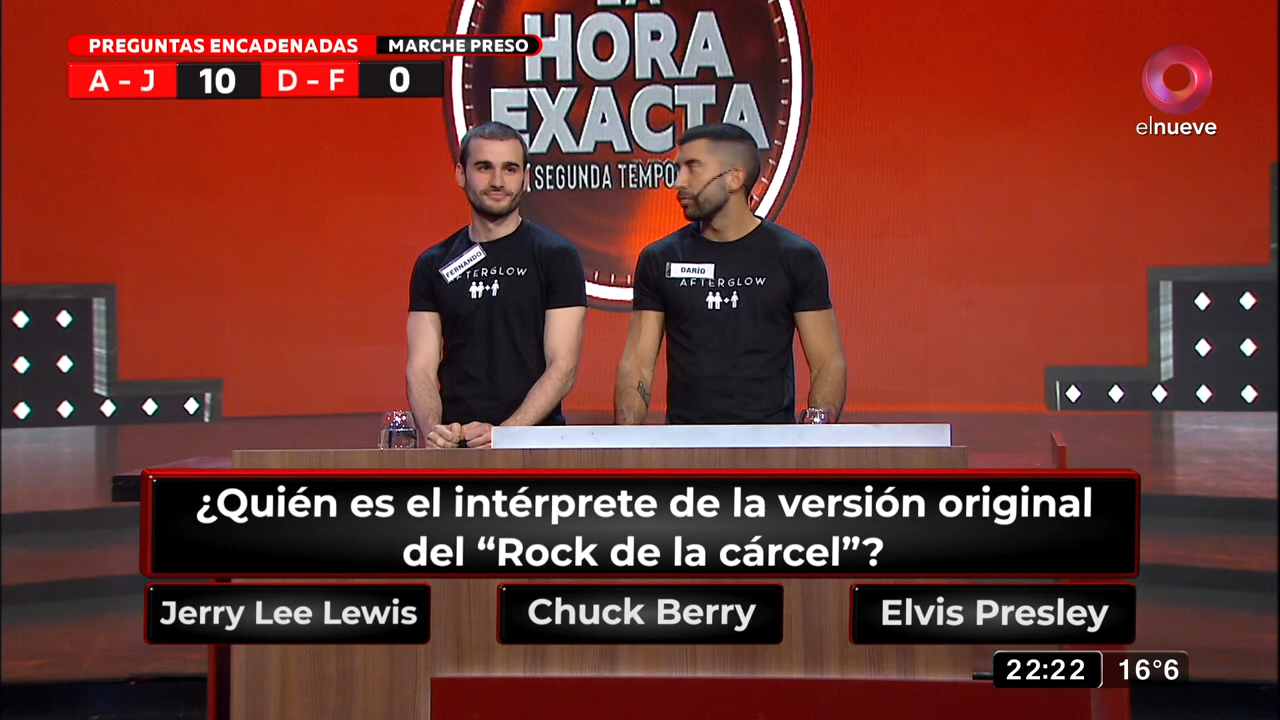 PREGUNTAS ENCADENADAS MARCHE PRESO
A - J 10 D - F 0
LA
HORA
EXACTA
SEGUNDA TEMPO
elnueve
FERNANDO
AFTERGLOW
DARÍO
AFTERGLOW
¿Quién es el intérprete de la versión original
del “Rock de la cárcel”?
Jerry Lee Lewis
Chuck Berry
Elvis Presley
22:22 16°6